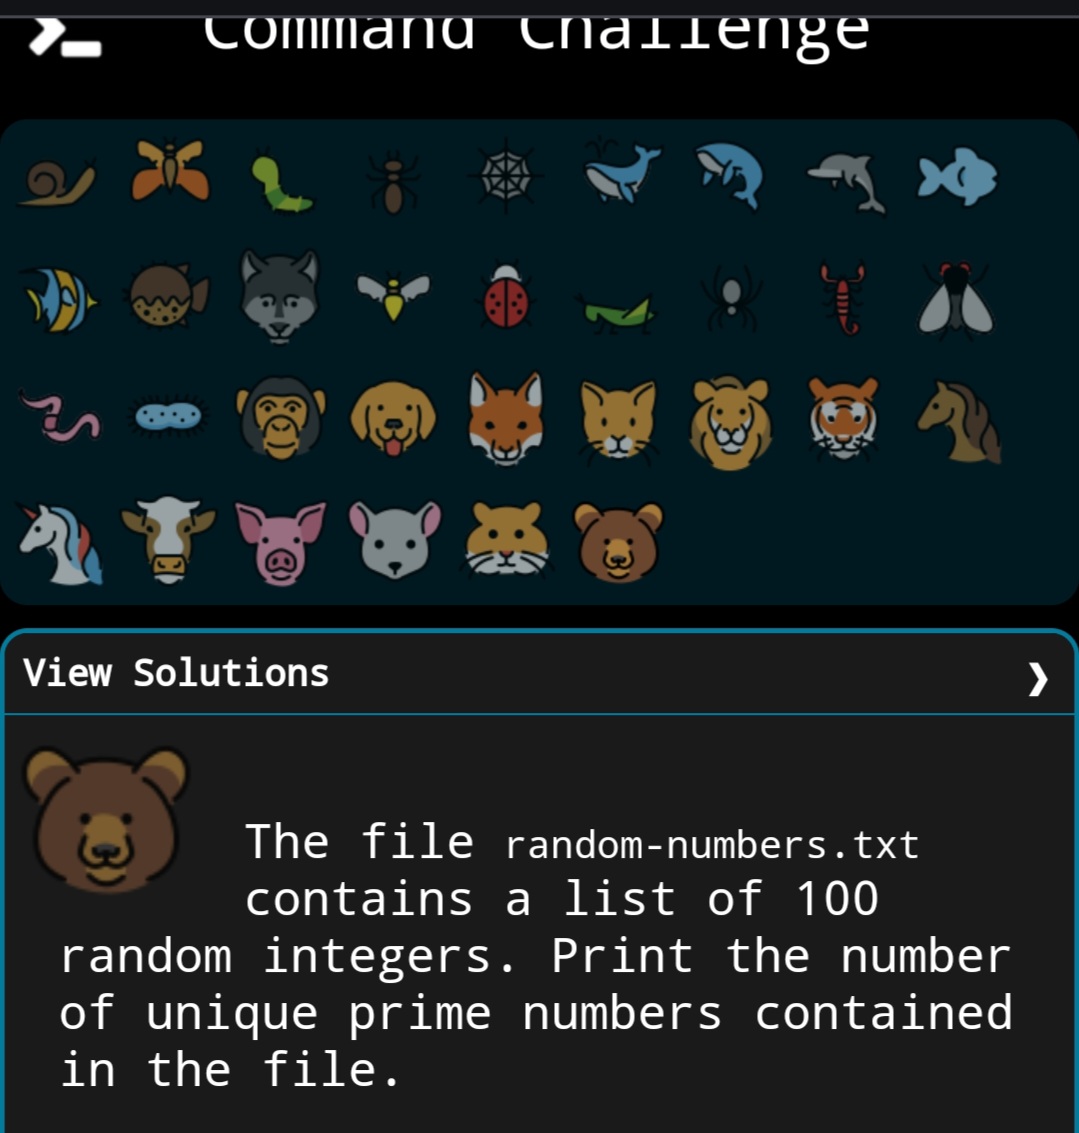 Command Challenge
View Solutions
The file random-numbers.txt
contains a list of 100
random integers. Print the number
of unique prime numbers contained
in the file.